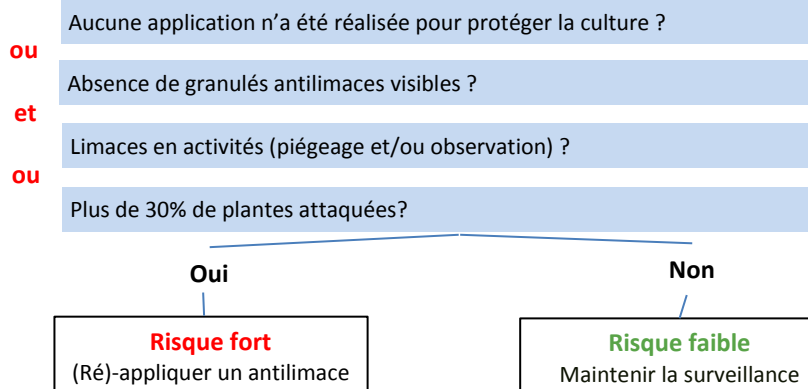 Aucune application n’a été réalisée pour protéger la culture ?
ou
Absence de granulés antilimaces visibles ?
et
Limaces en activités (piégeage et/ou observation) ?
ou
Plus de 30% de plantes attaquées?
Oui
Non
Risque fort
(Ré)-appliquer un antilimace
Risque faible
Maintenir la surveillance